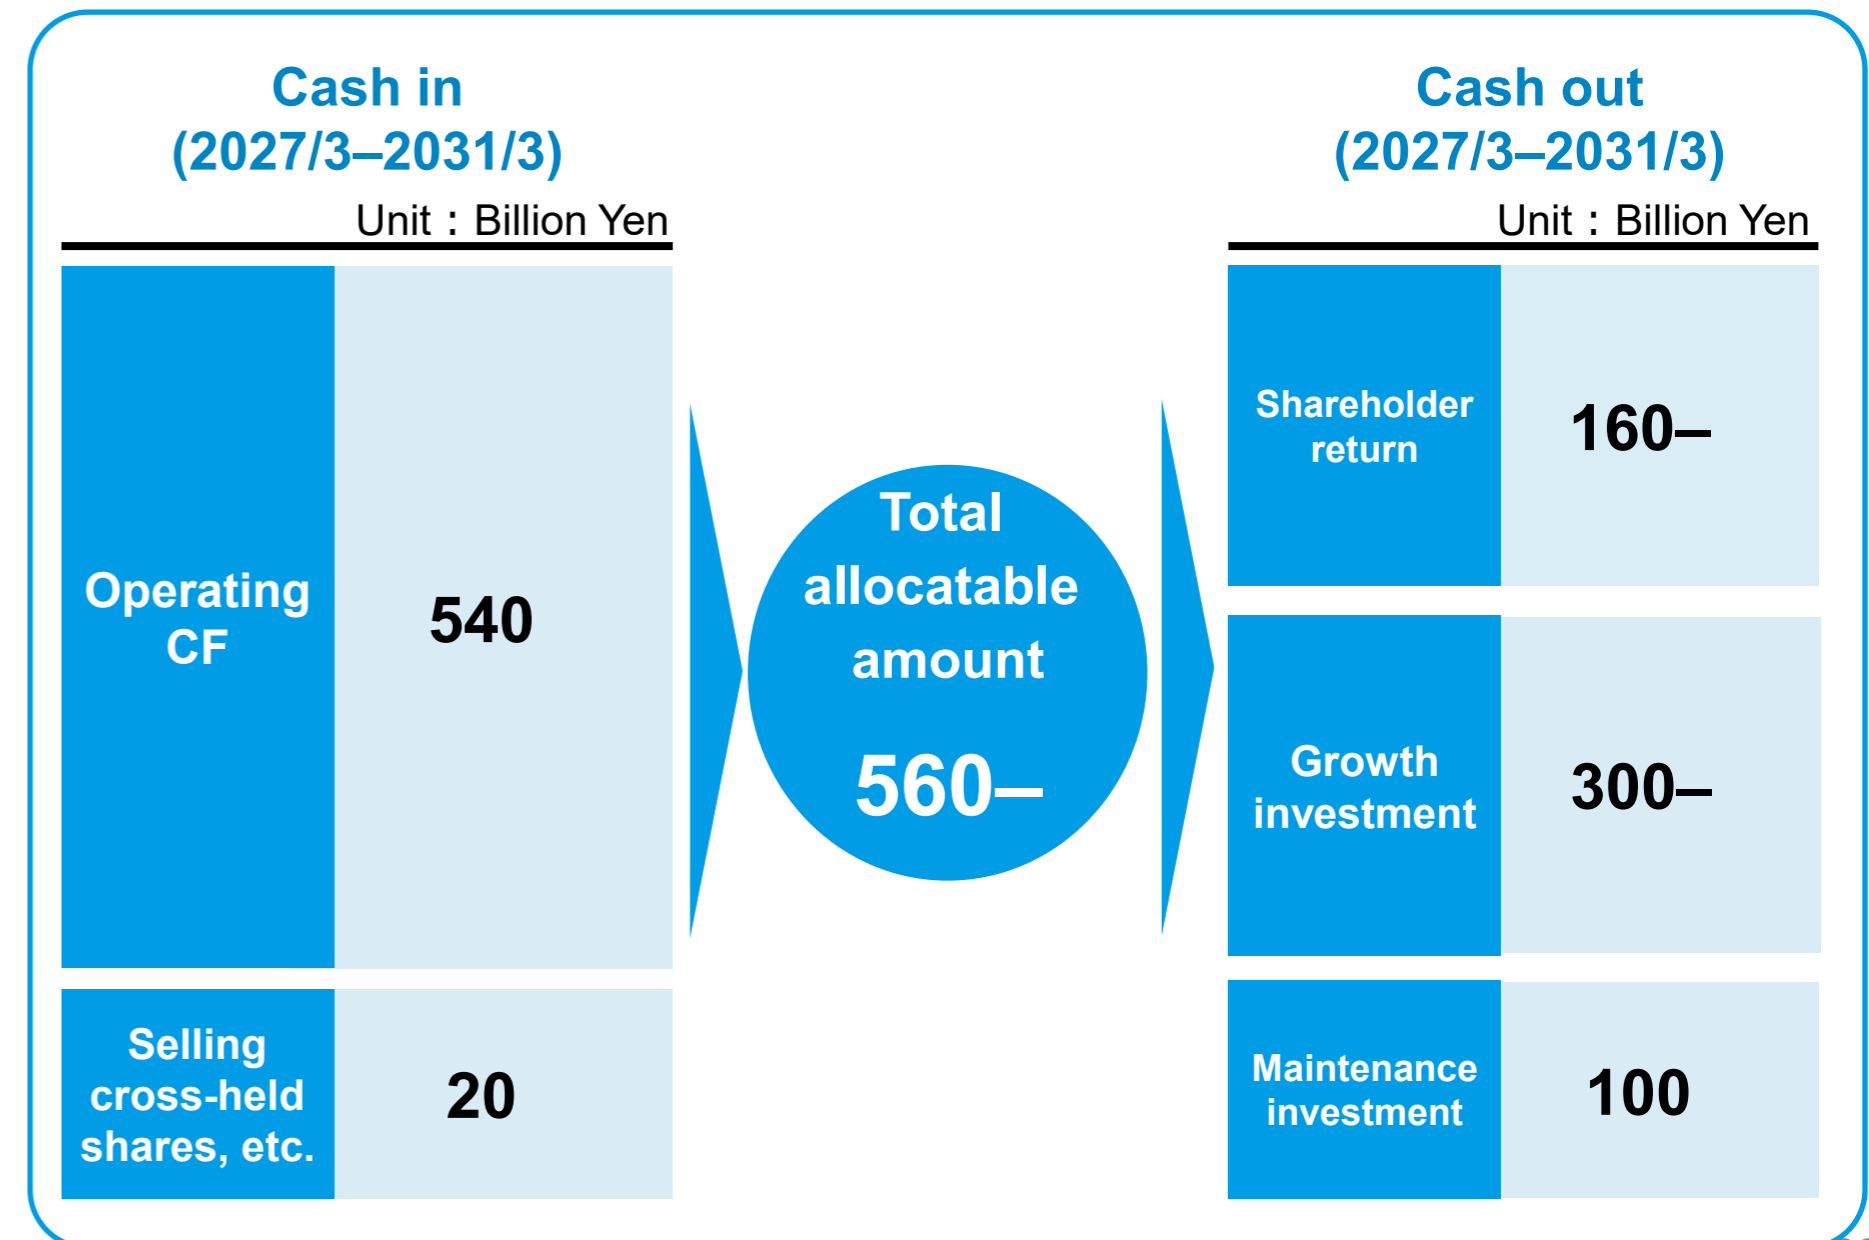 Cash in
(2027/3–2031/3)
Unit：Billion Yen
Operating
CF
540
Selling
cross-held
shares, etc.
20
Total
allocatable
amount
560–
Cash out
(2027/3–2031/3)
Unit：Billion Yen
Shareholder
return
160–
Growth
investment
300–
Maintenance
investment
100